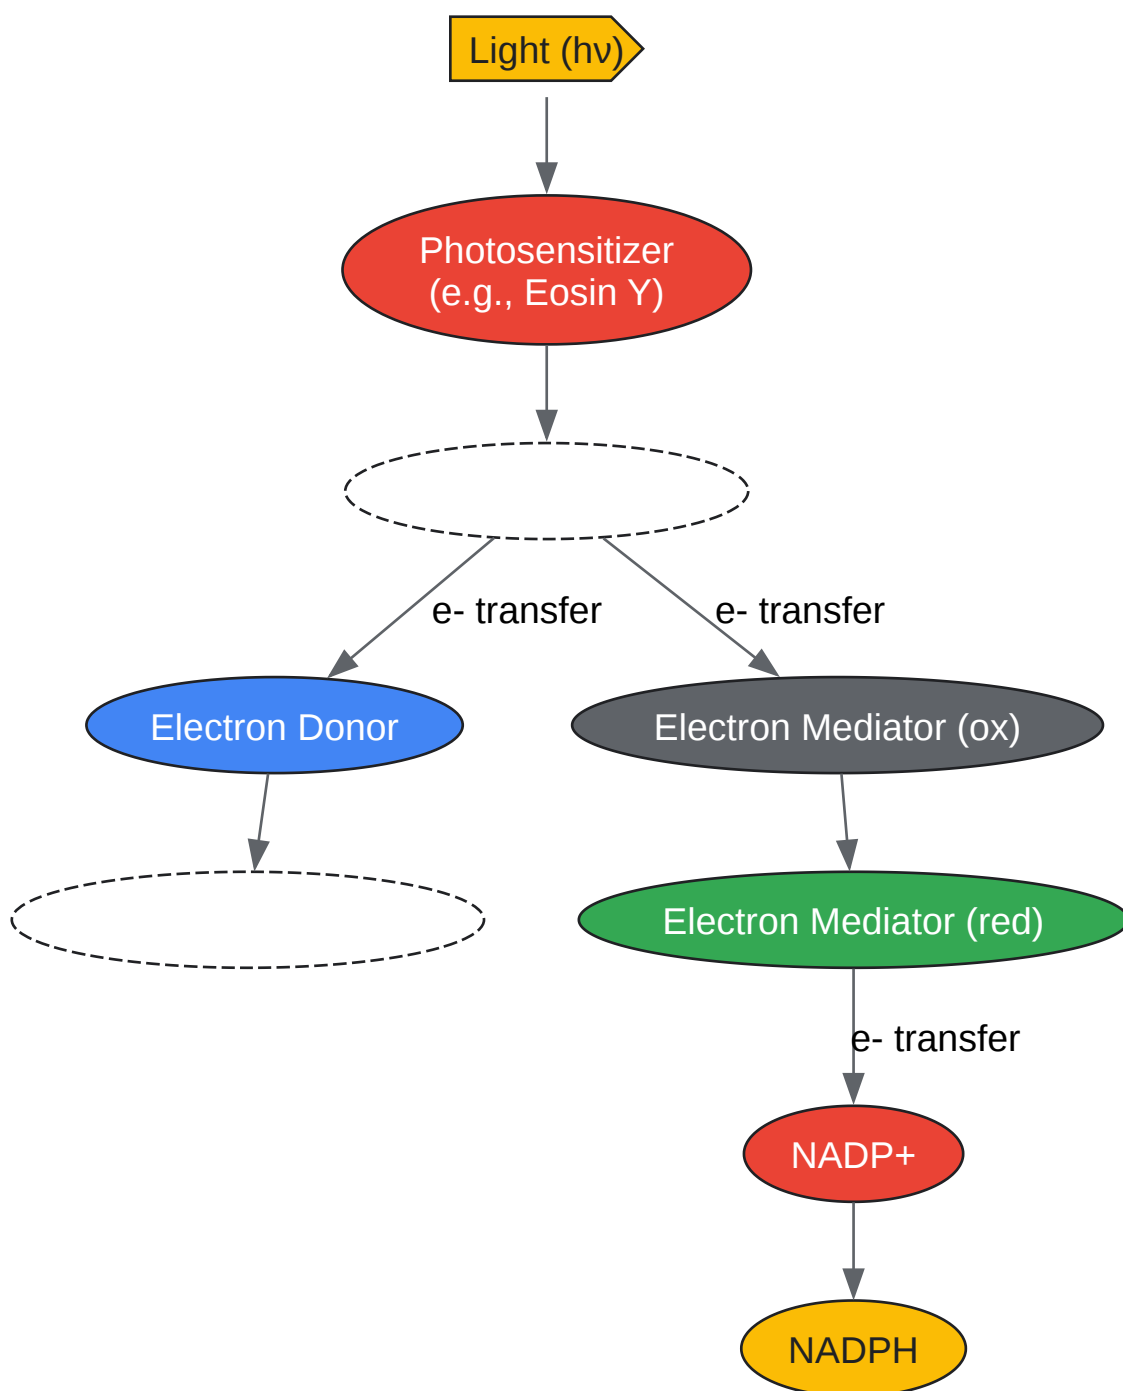 Light (hν)
Photosensitizer
(e.g., Eosin Y)
e- transfer
e- transfer
Electron Donor
Electron Mediator (ox)
Electron Mediator (red)
e- transfer
NADP+
NADPH